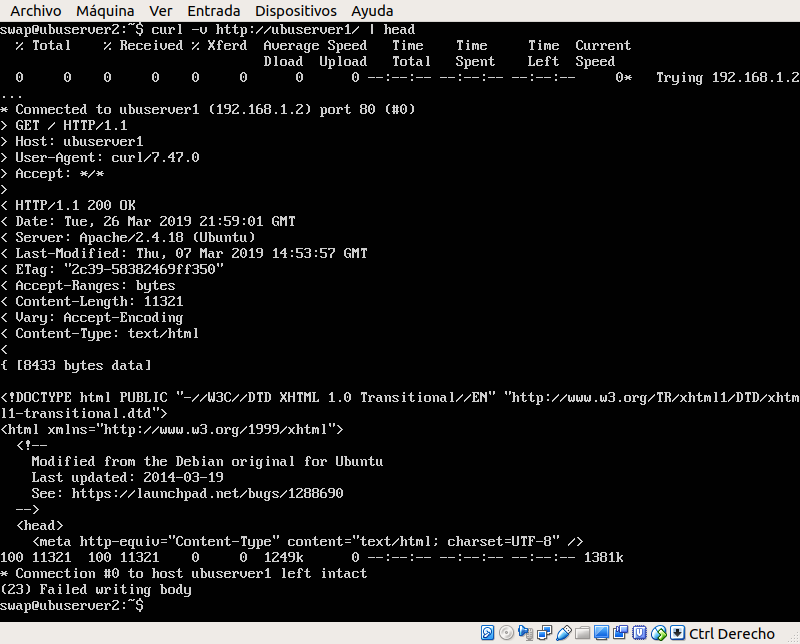 Archivo Máquina Ver Entrada Dispositivos Ayuda
swap@ubuserver2:~$ curl -v http://ubuserver1/ | head
  % Total    % Received % Xferd  Average Speed   Time    Time     Time  Current
                                 Dload  Upload   Total   Spent    Left  Speed
  0     0    0     0    0     0      0      0 --:--:-- --:--:-- --:--:--     0*   Trying 192.168.1.2
...
* Connected to ubuserver1 (192.168.1.2) port 80 (#0)
> GET / HTTP/1.1
> Host: ubuserver1
> User-Agent: curl/7.47.0
> Accept: */*
>
< HTTP/1.1 200 OK
< Date: Tue, 26 Mar 2019 21:59:01 GMT
< Server: Apache/2.4.18 (Ubuntu)
< Last-Modified: Thu, 07 Mar 2019 14:53:57 GMT
< ETag: "2c39-58382469ff350"
< Accept-Ranges: bytes
< Content-Length: 11321
< Vary: Accept-Encoding
< Content-Type: text/html
<
{ [8433 bytes data]
<!DOCTYPE html PUBLIC "-//W3C//DTD XHTML 1.0 Transitional//EN" "http://www.w3.org/TR/xhtml1/DTD/xhtm
l1-transitional.dtd">
<html xmlns="http://www.w3.org/1999/xhtml">
  <!--
    Modified from the Debian original for Ubuntu
    Last updated: 2014-03-19
    See: https://launchpad.net/bugs/1288690
  -->
  <head>
    <meta http-equiv="Content-Type" content="text/html; charset=UTF-8" />
100 11321  100 11321    0     0  1249k      0 --:--:-- --:--:-- --:--:-- 1381k
* Connection #0 to host ubuserver1 left intact
(23) Failed writing body
swap@ubuserver2:~$
Ctrl Derecho